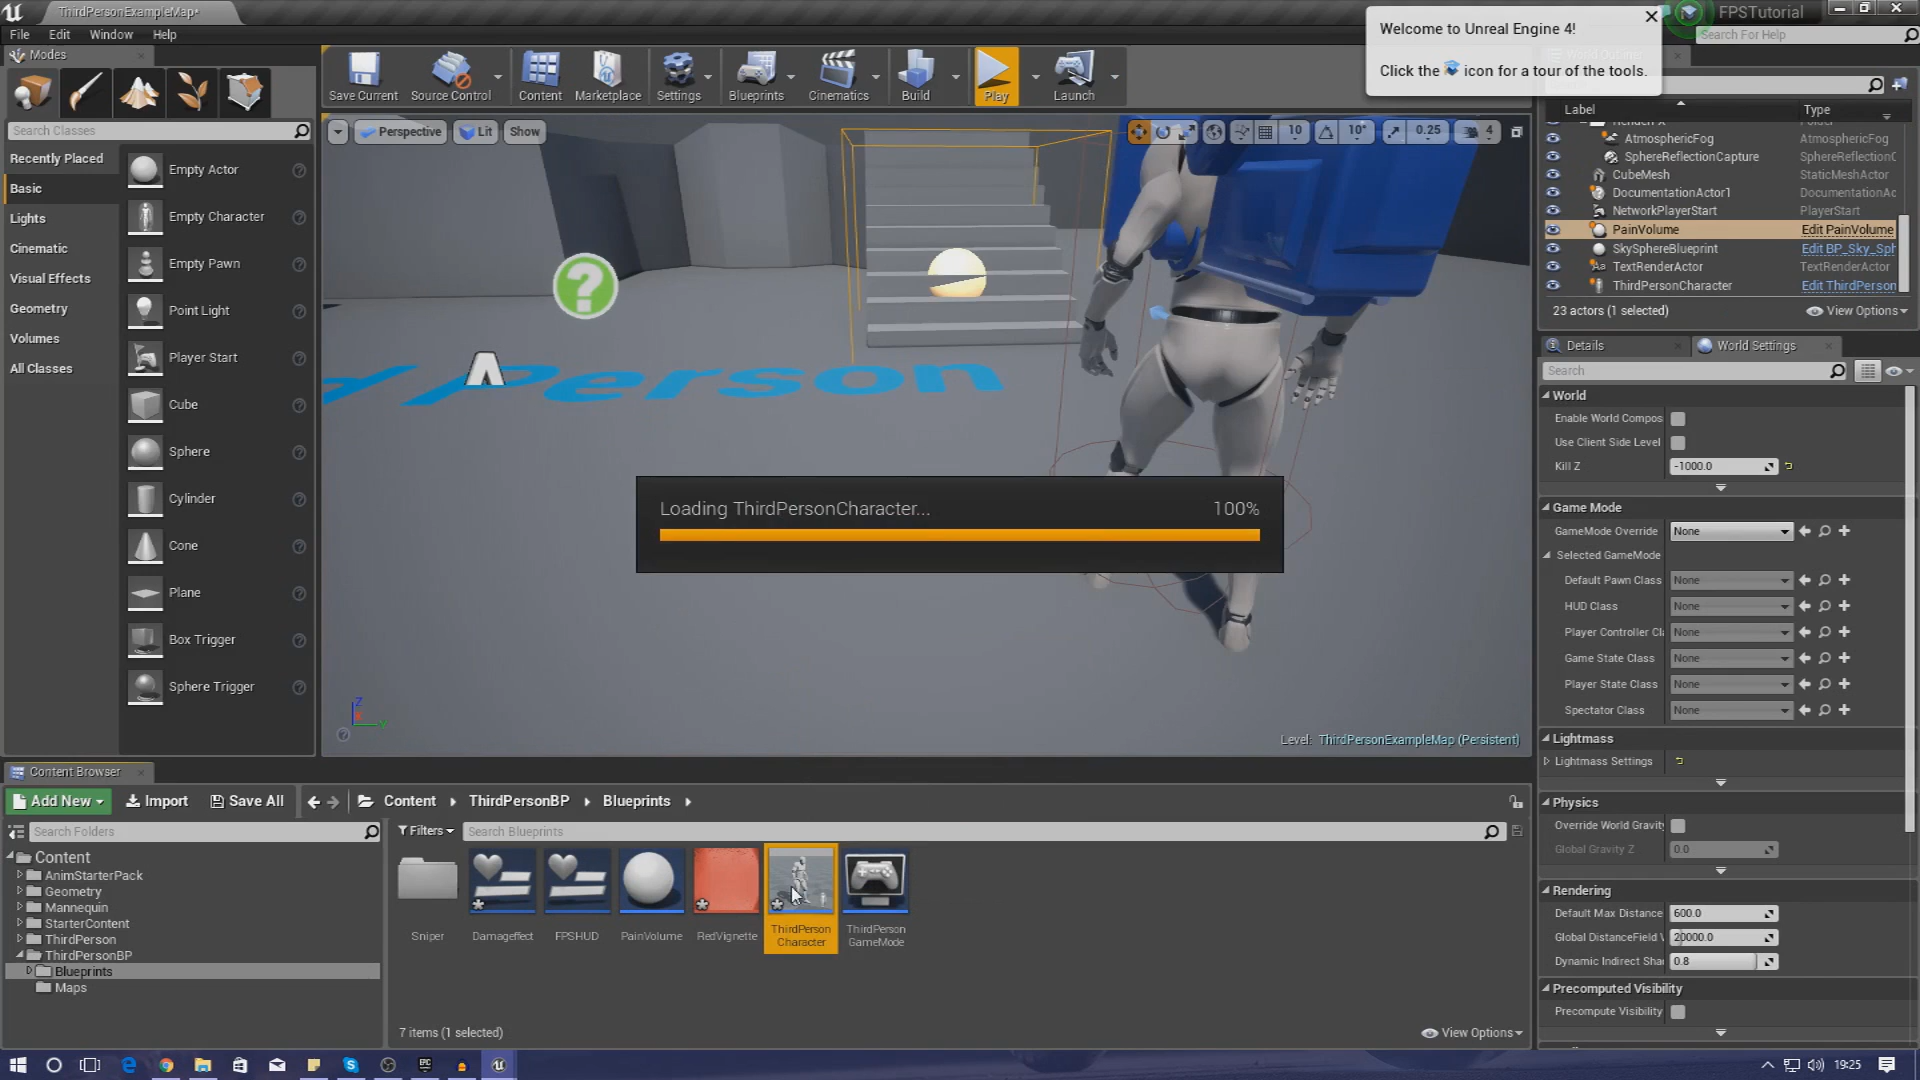 ThirdPersonExampleMap*
FPSTutorial
File Edit Window Help
Search For Help
Welcome to Unreal Engine 4!
Click the icon for a tour of the tools.
Modes
World Outliner
Save Current Source Control Content Marketplace Settings Blueprints Cinematics Build Play Launch
Search Classes
Recently Placed
Basic
Lights
Cinematic
Visual Effects
Geometry
Volumes
All Classes
Empty Actor
Empty Character
Empty Pawn
Point Light
Player Start
Cube
Sphere
Cylinder
Cone
Plane
Box Trigger
Sphere Trigger
Perspective Lit Show
10 10° 0.25 4
Person
Loading ThirdPersonCharacter... 100%
Level: ThirdPersonExampleMap (Persistent)
Label Type
AtmosphericFog AtmosphericFog
SphereReflectionCapture SphereReflectionC
CubeMesh StaticMeshActor
DocumentationActor1 DocumentationAc
NetworkPlayerStart PlayerStart
PainVolume Edit PainVolume
SkySphereBlueprint Edit BP_Sky_Sph
TextRenderActor TextRenderActor
ThirdPersonCharacter Edit ThirdPerson
23 actors (1 selected) View Options
Details World Settings
Search
World
Enable World Compos
Use Client Side Level
Kill Z -1000.0
Game Mode
GameMode Override None
Selected GameMode
Default Pawn Class None
HUD Class None
Player Controller Cl None
Game State Class None
Player State Class None
Spectator Class None
Lightmass
Lightmass Settings
Physics
Override World Gravity
Global Gravity Z 0.0
Rendering
Default Max Distance 600.0
Global DistanceField V 20000.0
Dynamic Indirect Sha 0.8
Precomputed Visibility
Precompute Visibility
Content Browser
Add New Import Save All Content ThirdPersonBP Blueprints
Search Folders
Filters Search Blueprints
Content
AnimStarterPack
Geometry
Mannequin
StarterContent
ThirdPerson
ThirdPersonBP
Blueprints
Maps
Sniper Damageffect FPSHUD PainVolume RedVignette ThirdPerson Character ThirdPerson GameMode
7 items (1 selected) View Options
19:25